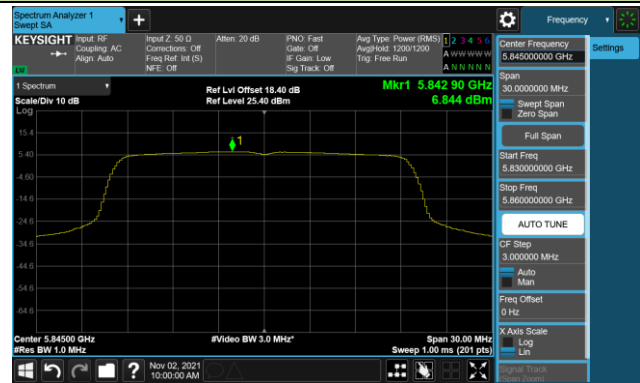 Spectrum Analyzer 1
Swept SA
Frequency
KEYSIGHT
Input: RF
Coupling: AC
Align: Auto
Input Z: 50 Ω
Corrections: Off
Freq Ref: Int (S)
NFE: Off
Atten: 20 dB
PNO: Fast
Gate: Off
IF Gain: Low
Sig Track: Off
Avg Type: Power (RMS)
Avg|Hold: 1200/1200
Trig: Free Run
1 2 3 4 5 6
A W W W W W
A N N N N N
LW
1 Spectrum
Scale/Div 10 dB
Log
Ref Lvl Offset 18.40 dB
Ref Level 25.40 dBm
Mkr1 5.842 90 GHz
6.844 dBm
1
15.4
5.40
-4.60
-14.6
-24.6
-34.6
-44.6
-54.6
-64.6
Center 5.84500 GHz
#Res BW 1.0 MHz
#Video BW 3.0 MHz*
Span 30.00 MHz
Sweep 1.00 ms (201 pts)
Center Frequency
5.845000000 GHz
Settings
Span
30.0000000 MHz
Swept Span
Zero Span
Full Span
Start Freq
5.830000000 GHz
Stop Freq
5.860000000 GHz
AUTO TUNE
CF Step
3.000000 MHz
Auto
Man
Freq Offset
0 Hz
X Axis Scale
Log
Lin
Signal Track
(Span Zoom)
?
Nov 02, 2021
10:00:00 AM